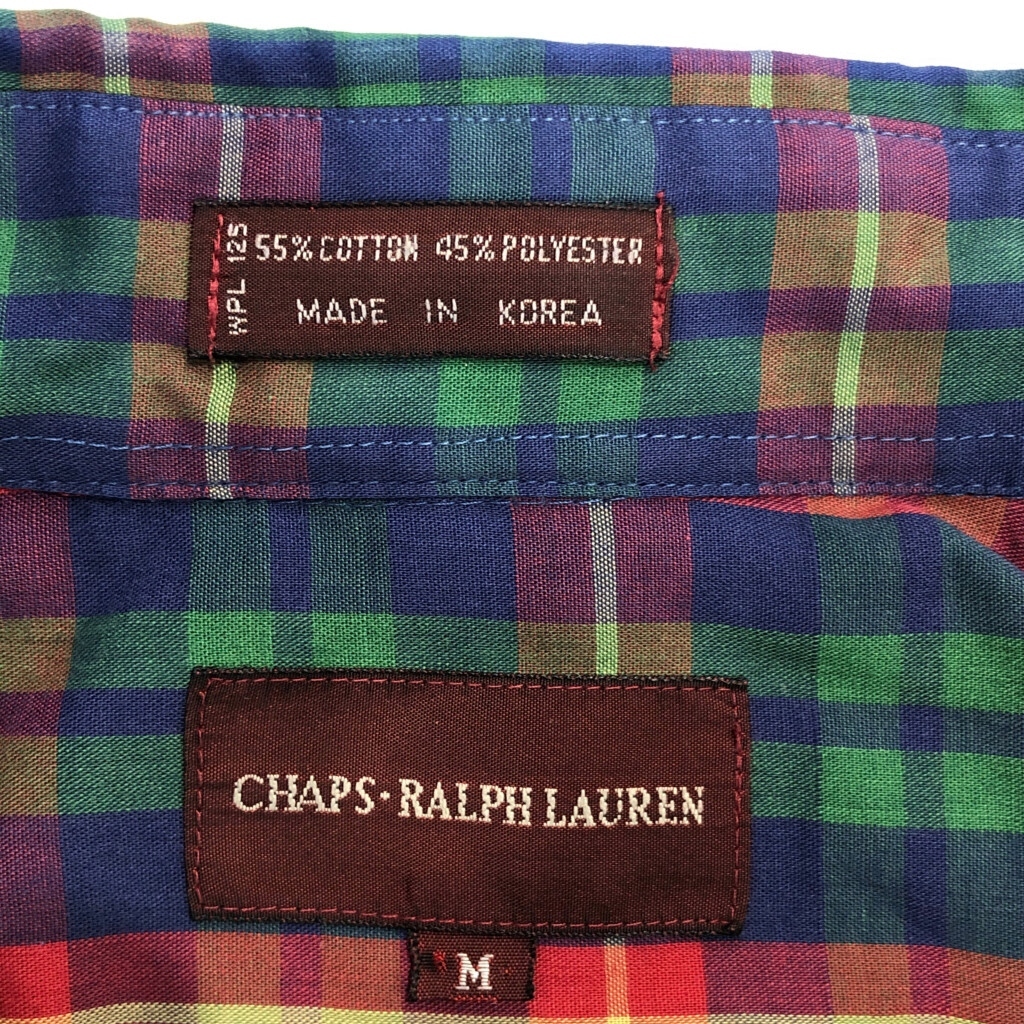 WPL 125
55% COTTON 45% POLYESTER
MADE IN KOREA
CHAPS·RALPH LAUREN
M